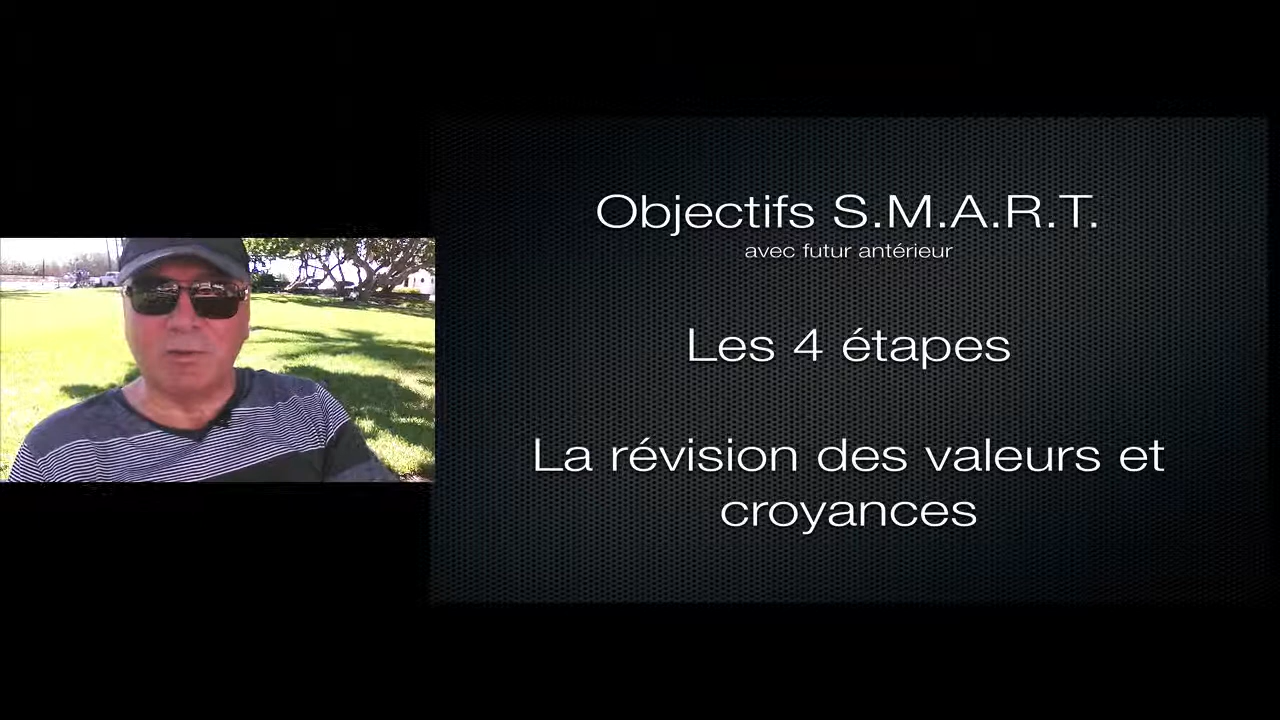 Objectifs S.M.A.R.T.
avec futur antérieur
Les 4 étapes
La révision des valeurs et
croyances